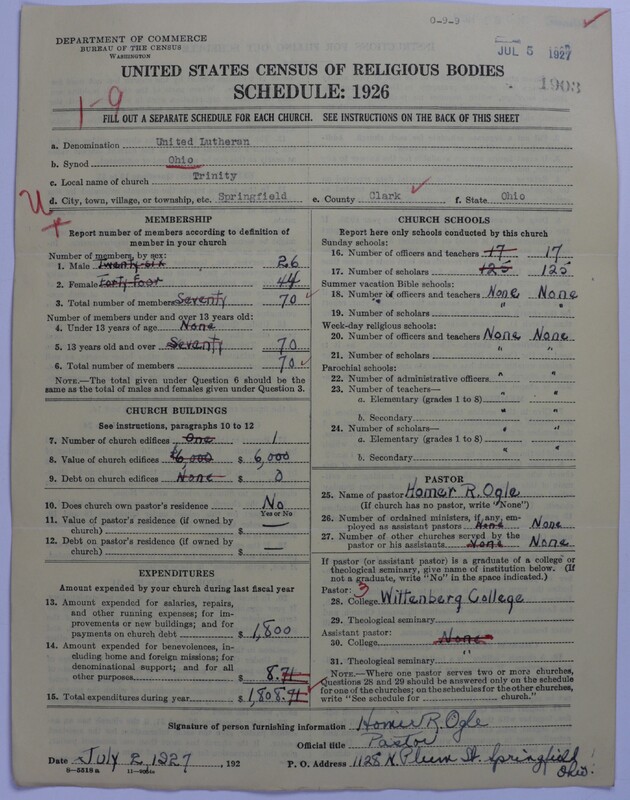 0-9-9
DEPARTMENT OF COMMERCE
BUREAU OF THE CENSUS
WASHINGTON
JUL 5 1927
1903
UNITED STATES CENSUS OF RELIGIOUS BODIES
SCHEDULE: 1926
1-9
FILL OUT A SEPARATE SCHEDULE FOR EACH CHURCH. SEE INSTRUCTIONS ON THE BACK OF THIS SHEET
a. Denomination United Lutheran
b. Synod Ohio
c. Local name of church Trinity
U
d. City, town, village, or township, etc. Springfield e. County Clark f. State Ohio
MEMBERSHIP
Report number of members according to definition of member in your church
Number of members, by sex:
1. Male Twenty six 26
2. Female Forty Four 44
3. Total number of members Seventy 70
Number of members under and over 13 years old:
4. Under 13 years of age None
5. 13 years old and over Seventy 70
6. Total number of members 70
NOTE.—The total given under Question 6 should be the same as the total of males and females given under Question 3.
CHURCH BUILDINGS
See instructions, paragraphs 10 to 12
7. Number of church edifices One 1
8. Value of church edifices $6,000 $ 6,000
9. Debt on church edifices None $ 0
10. Does church own pastor's residence No
Yes or No
11. Value of pastor's residence (if owned by church) $ —
12. Debt on pastor's residence (if owned by church) $ —
EXPENDITURES
Amount expended by your church during last fiscal year
13. Amount expended for salaries, repairs, and other running expenses; for improvements or new buildings; and for payments on church debt $ 1,800
14. Amount expended for benevolences, including home and foreign missions; for denominational support; and for all other purposes $ 8.71
15. Total expenditures during year $ 1,808.71
CHURCH SCHOOLS
Report here only schools conducted by this church
Sunday schools:
16. Number of officers and teachers 17 17
17. Number of scholars 125 125
Summer vacation Bible schools:
18. Number of officers and teachers None None
19. Number of scholars " "
Week-day religious schools:
20. Number of officers and teachers None None
21. Number of scholars " "
Parochial schools:
22. Number of administrative officers " "
23. Number of teachers—
a. Elementary (grades 1 to 8) " "
b. Secondary " "
24. Number of scholars—
a. Elementary (grades 1 to 8) " "
b. Secondary " "
PASTOR
25. Name of pastor Homer R. Ogle
(If church has no pastor, write "None")
26. Number of ordained ministers, if any, employed as assistant pastors None None
27. Number of other churches served by the pastor or his assistants None None
If pastor (or assistant pastor) is a graduate of a college or theological seminary, give name of institution below. (If not a graduate, write "No" in the space indicated.)
Pastor: 3
28. College Wittenberg College
29. Theological seminary
Assistant pastor:
30. College None
31. Theological seminary "
NOTE.—Where one pastor serves two or more churches, Questions 28 and 29 should be answered only on the schedule for one of the churches; on the schedules for the other churches, write "See schedule for church."
Signature of person furnishing information Homer R. Ogle
Official title Pastor
Date July 2 1927, 192 P. O. Address 1128 N. Plum St. Springfield Ohio.
8-5519 a